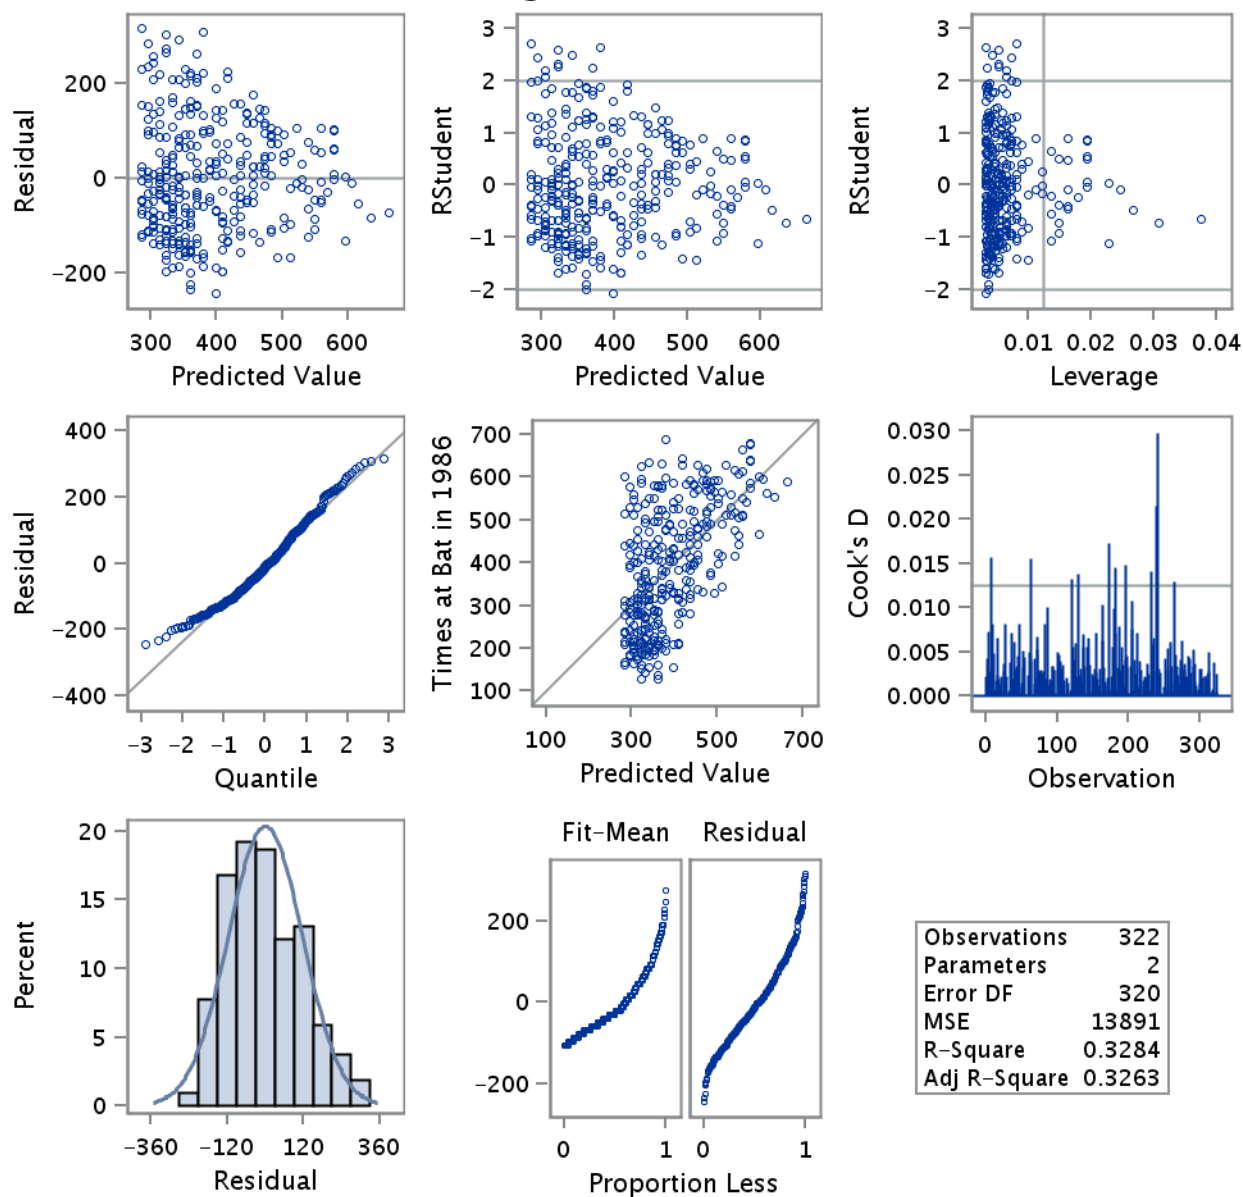 Residual
200
0
−200
300 400 500 600
Predicted Value
RStudent
3
2
1
0
−1
−2
300 400 500 600
Predicted Value
RStudent
3
2
1
0
−1
−2
0.01 0.02 0.03 0.04
Leverage
Residual
400
200
0
−200
−400
−3 −2 −1 0 1 2 3
Quantile
Times at Bat in 1986
700
600
500
400
300
200
100
100 300 500 700
Predicted Value
Cook's D
0.030
0.025
0.020
0.015
0.010
0.005
0.000
0 100 200 300
Observation
Percent
20
15
10
5
0
−360 −120 120 360
Residual
Fit–Mean Residual
200
0
−200
0 1 0 1
Proportion Less
Observations 322
Parameters 2
Error DF 320
MSE 13891
R−Square 0.3284
Adj R−Square 0.3263